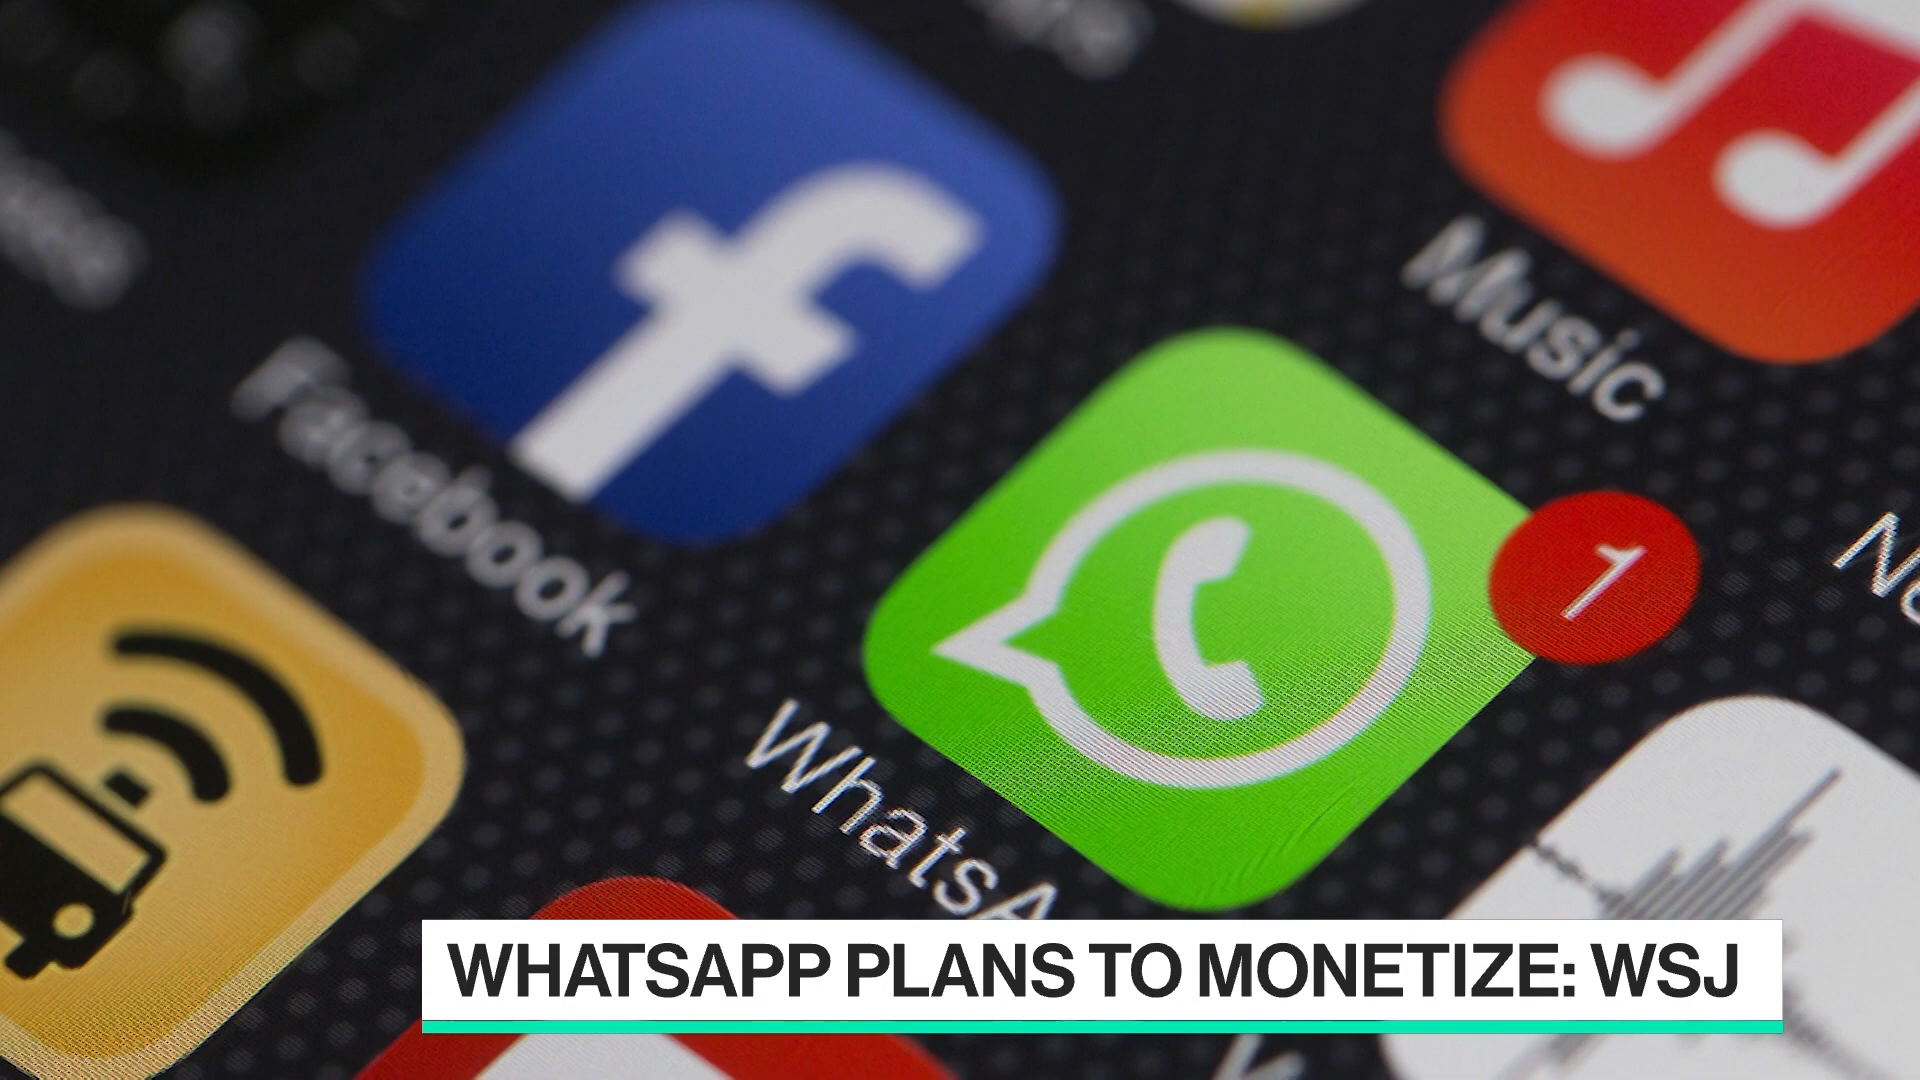 Music
Facebook
1
WhatsA
WHATSAPP PLANS TO MONETIZE: WSJ